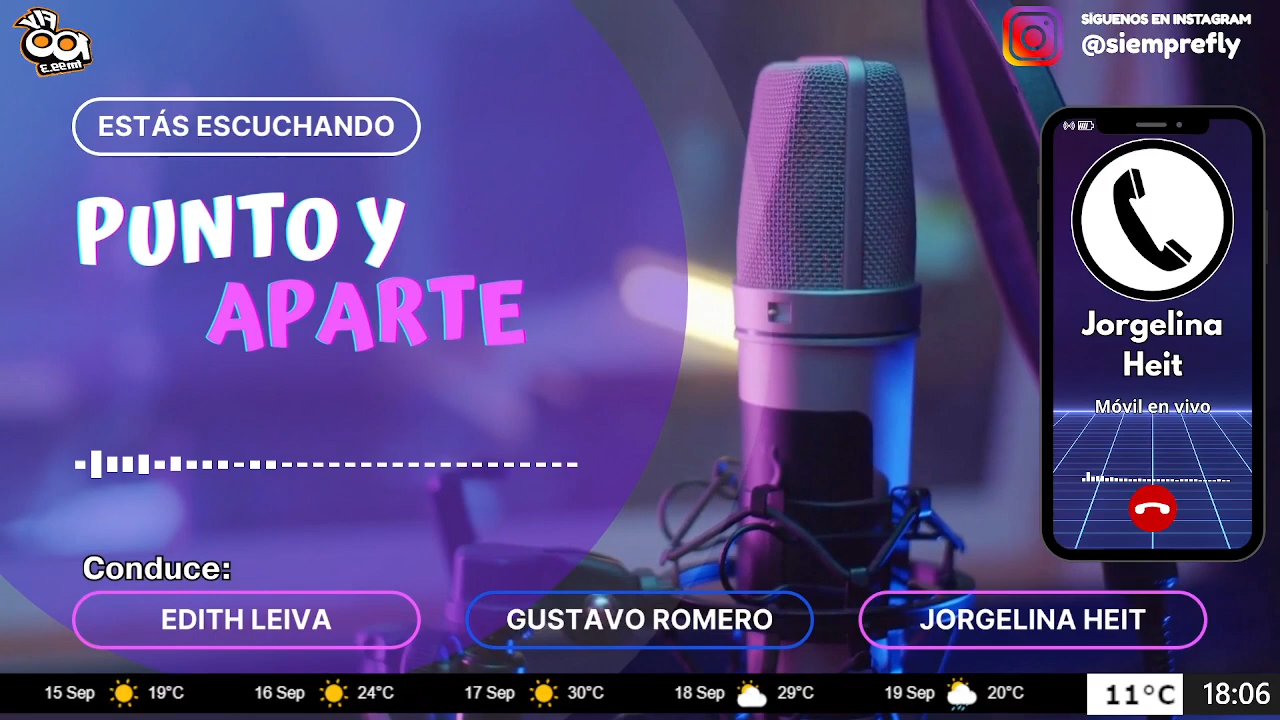 SÍGUENOS EN INSTAGRAM
@siemprefly
ESTÁS ESCUCHANDO
PUNTO Y
APARTE
Jorgelina
Heit
Móvil en vivo
Conduce:
EDITH LEIVA
GUSTAVO ROMERO
JORGELINA HEIT
15 Sep 19°C 16 Sep 24°C 17 Sep 30°C 18 Sep 29°C 19 Sep 20°C 11°C 18:06